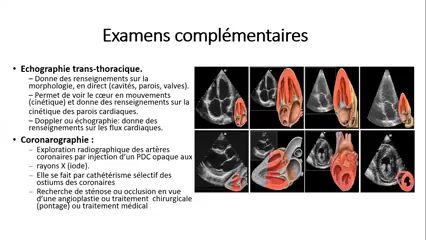 Examens complémentaires
• Echographie trans-thoracique.
– Donne des renseignements sur la
morphologie, en direct (cavités, parois, valves).
– Permet de voir le cœur en mouvements
(cinétique) et donne des renseignements sur la
cinétique des parois cardiaques.
– Doppler ou échographie: donne des
renseignements sur les flux cardiaques.
• Coronarographie :
– Exploration radiographique des artères
coronaires par injection d'un PDC opaque aux
– rayons X (iode).
– Elle se fait par cathétérisme sélectif des
ostiums des coronaires
– Recherche de sténose ou occlusion en vue
d'une angioplastie ou traitement chirurgicale
(pontage) ou traitement médical